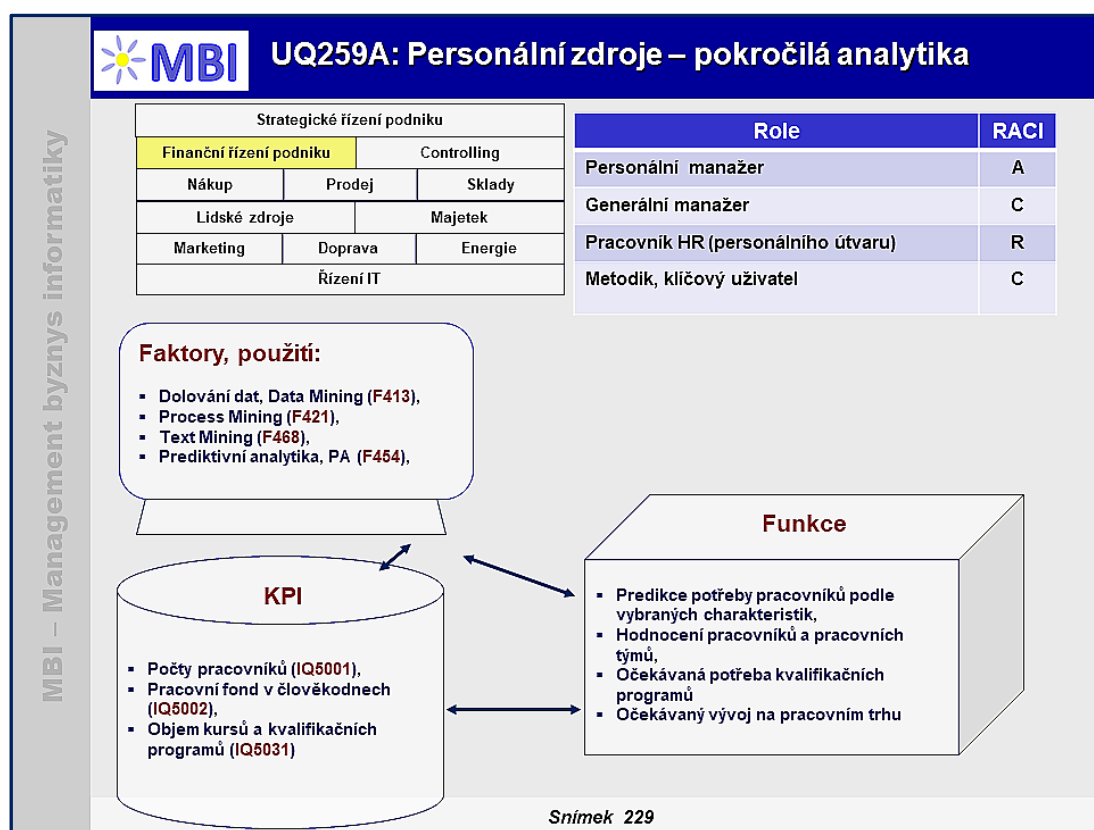 MBI
UQ259A: Personální zdroje – pokročilá analytika
MBI – Management byznys informatiky
Strategické řízení podniku
Finanční řízení podniku
Controlling
Nákup
Prodej
Sklady
Lidské zdroje
Majetek
Marketing
Doprava
Energie
Řízení IT
Role
RACI
Personální manažer
A
Generální manažer
C
Pracovník HR (personálního útvaru)
R
Metodik, klíčový uživatel
C
Faktory, použití:
▪ Dolování dat, Data Mining (F413),
▪ Process Mining (F421),
▪ Text Mining (F468),
▪ Prediktivní analytika, PA (F454),
KPI
▪ Počty pracovníků (IQ5001),
▪ Pracovní fond v člověkodnech
(IQ5002),
▪ Objem kursů a kvalifikačních
programů (IQ5031)
Funkce
▪ Predikce potřeby pracovníků podle
vybraných charakteristik,
▪ Hodnocení pracovníků a pracovních
týmů,
▪ Očekávaná potřeba kvalifikačních
programů
▪ Očekávaný vývoj na pracovním trhu
Snímek 229